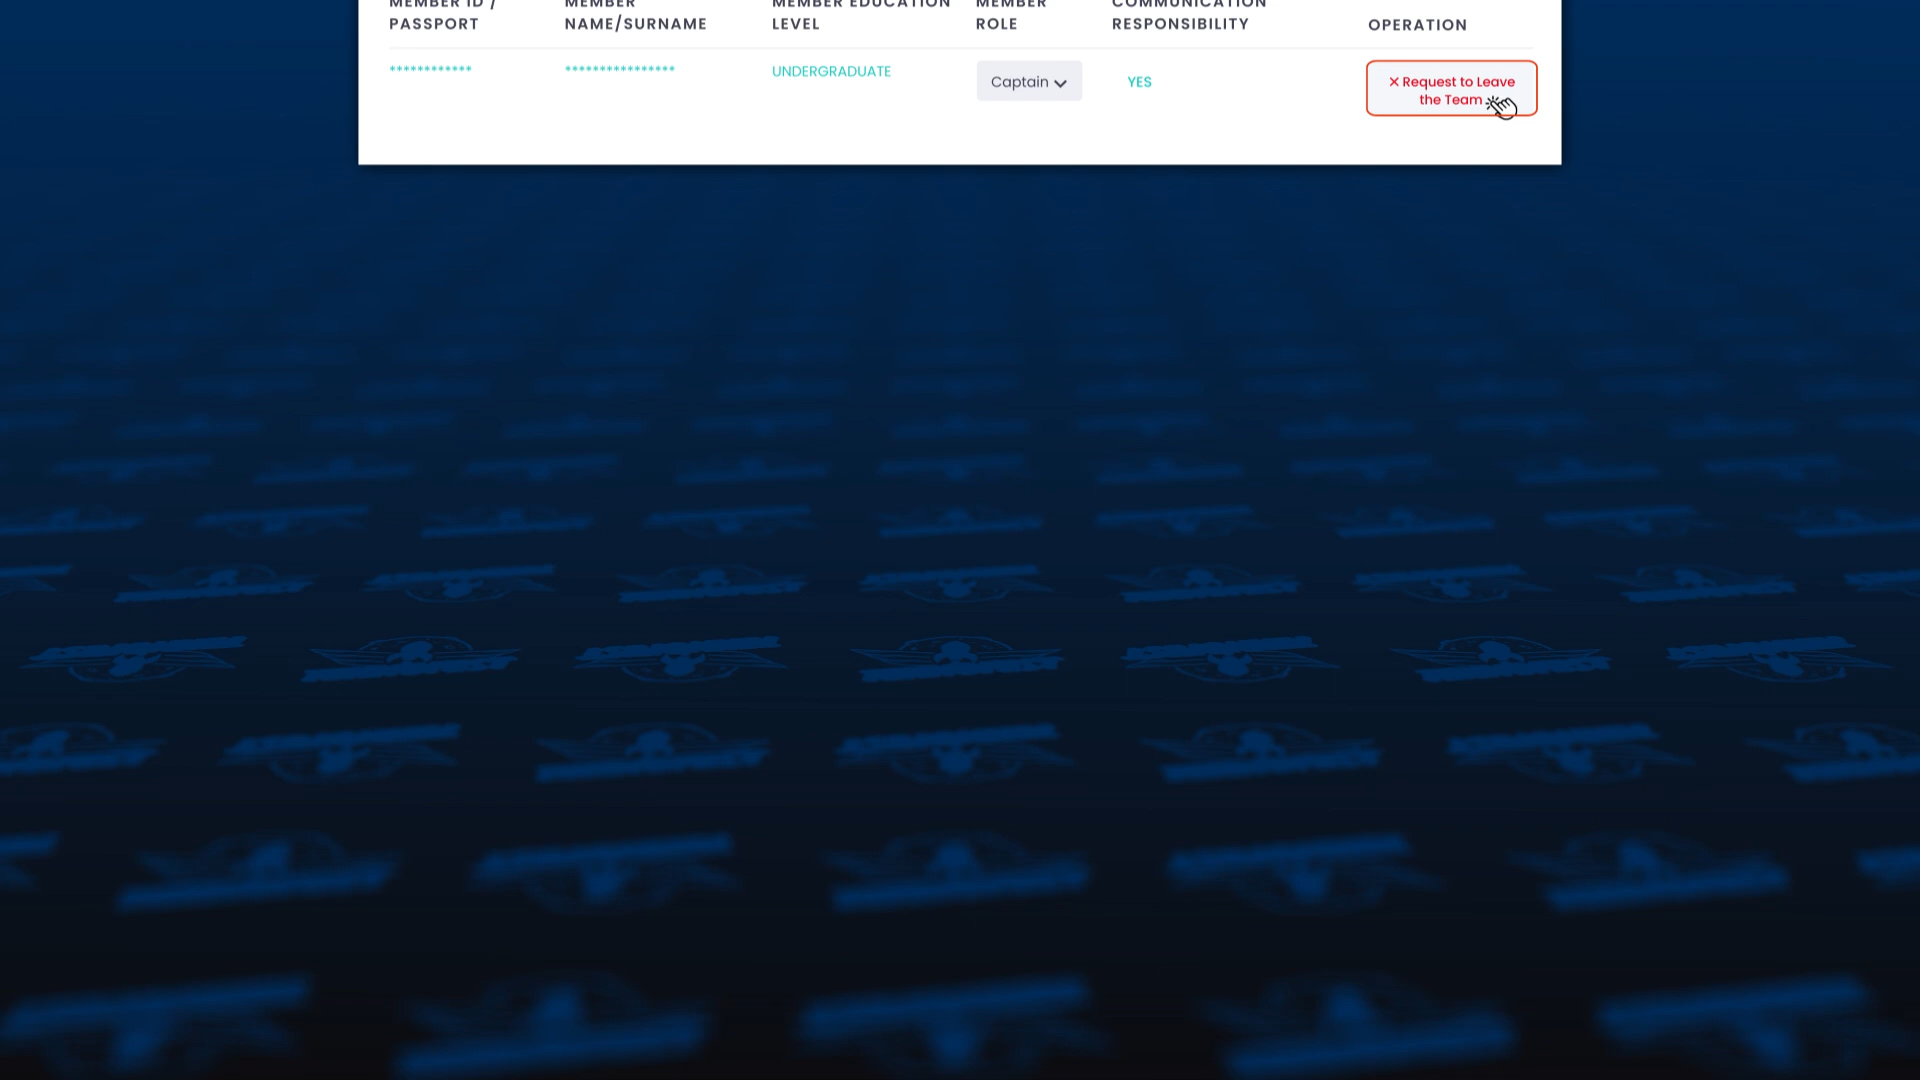 MEMBER ID /
PASSPORT
MEMBER
NAME/SURNAME
MEMBER EDUCATION
LEVEL
MEMBER
ROLE
COMMUNICATION
RESPONSIBILITY
OPERATION
************
****************
UNDERGRADUATE
Captain
YES
✕ Request to Leave
the Team